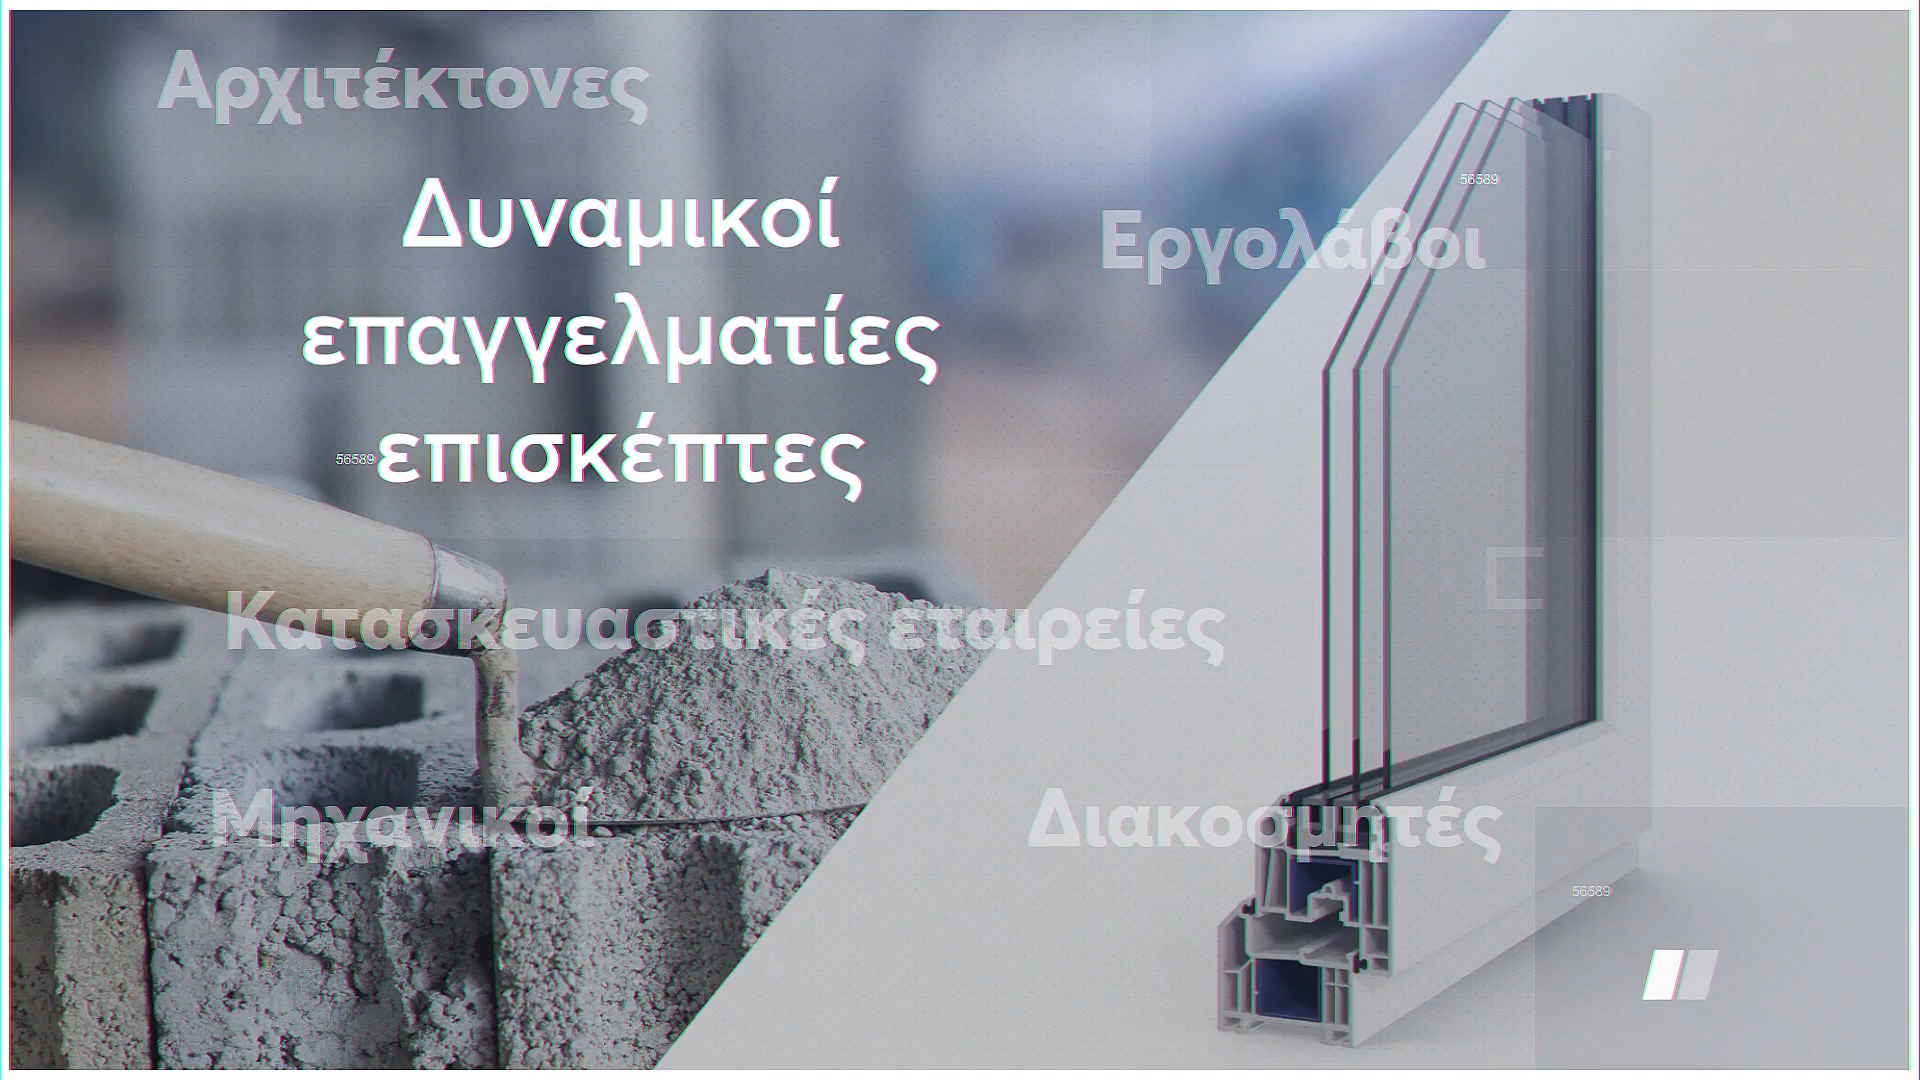 Αρχιτέκτονες
Δυναμικοί
επαγγελματίες
επισκέπτες
56589
Εργολάβοι
56589
Κατασκευαστικές εταιρείες
Μηχανικοί
Διακοσμητές
56589